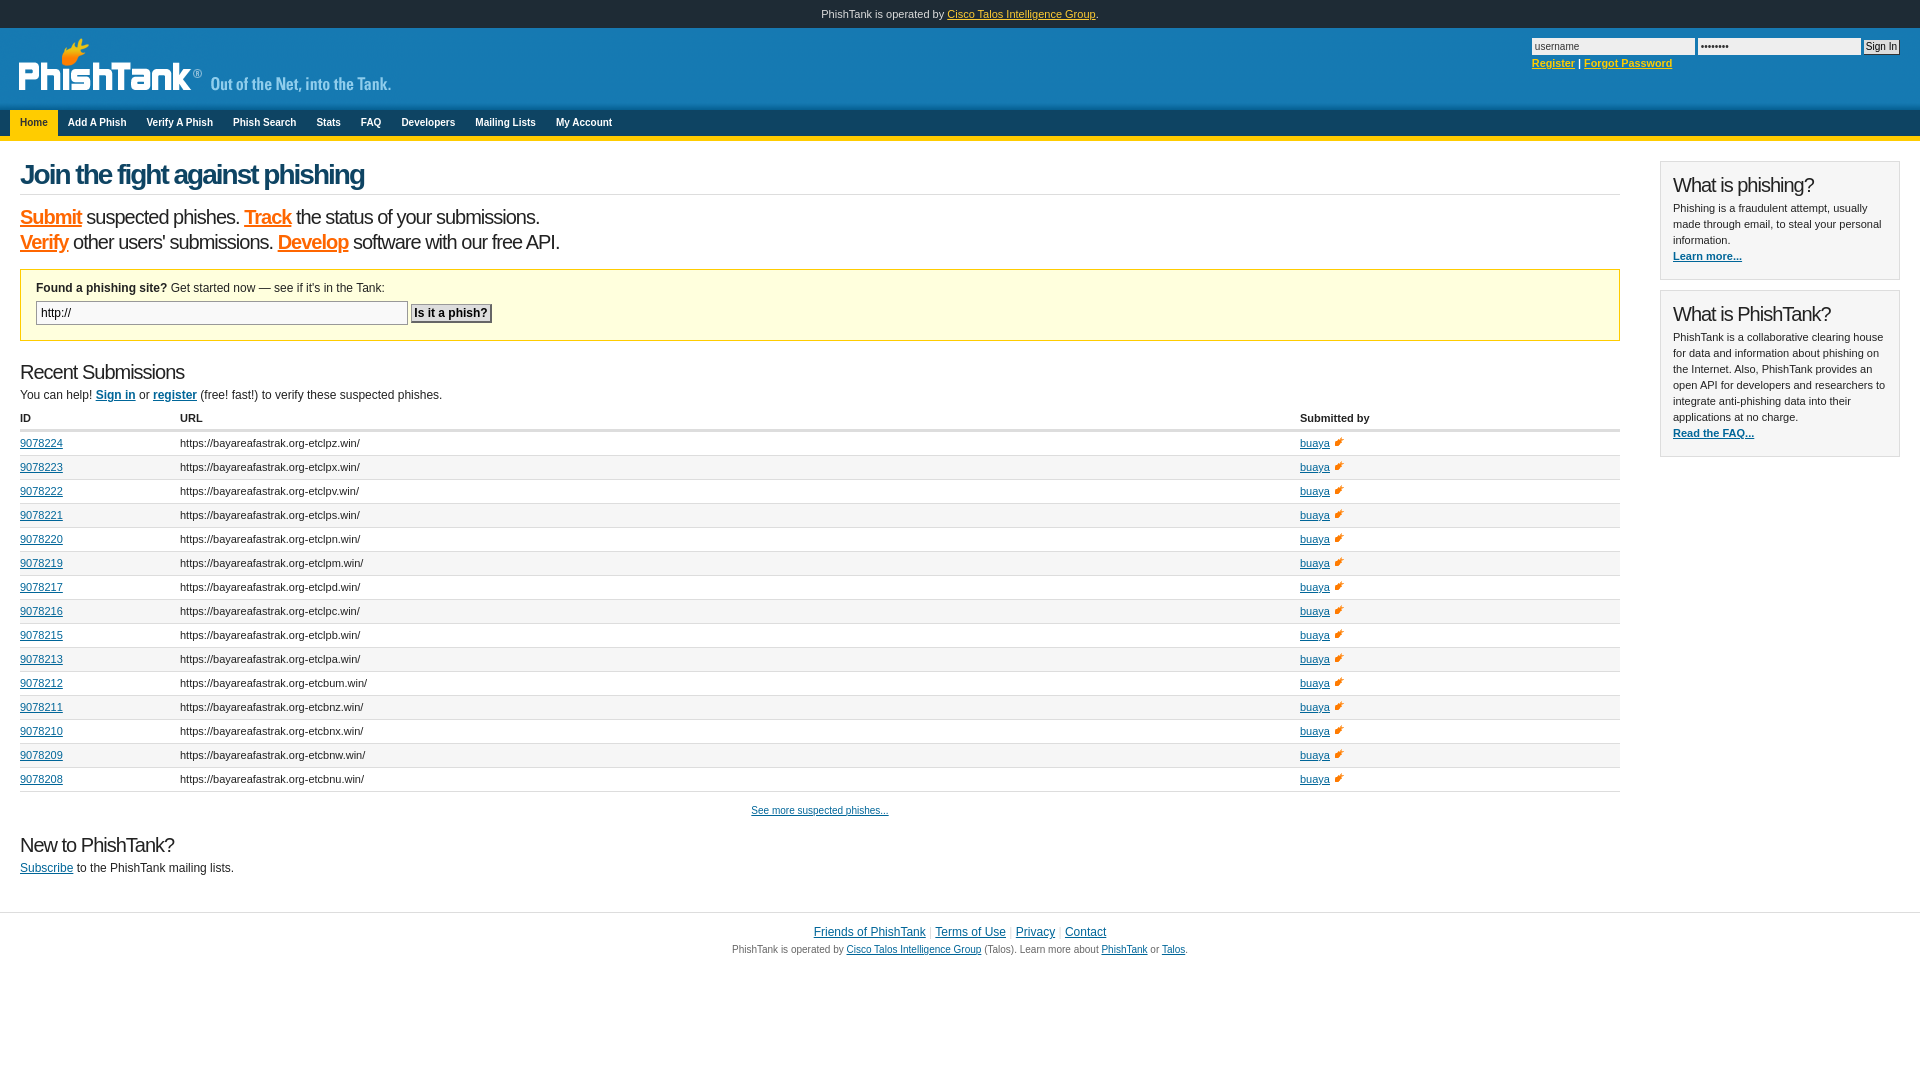 PhishTank is operated by Cisco Talos Intelligence Group.
PhishTank® Out of the Net, into the Tank.
username •••••••• Sign In
Register | Forgot Password
Home Add A Phish Verify A Phish Phish Search Stats FAQ Developers Mailing Lists My Account
Join the fight against phishing
Submit suspected phishes. Track the status of your submissions.
Verify other users' submissions. Develop software with our free API.
Found a phishing site? Get started now — see if it's in the Tank:
http:// Is it a phish?
Recent Submissions
You can help! Sign in or register (free! fast!) to verify these suspected phishes.
ID URL Submitted by
9078224 https://bayareafastrak.org-etclpz.win/ buaya
9078223 https://bayareafastrak.org-etclpx.win/ buaya
9078222 https://bayareafastrak.org-etclpv.win/ buaya
9078221 https://bayareafastrak.org-etclps.win/ buaya
9078220 https://bayareafastrak.org-etclpn.win/ buaya
9078219 https://bayareafastrak.org-etclpm.win/ buaya
9078217 https://bayareafastrak.org-etclpd.win/ buaya
9078216 https://bayareafastrak.org-etclpc.win/ buaya
9078215 https://bayareafastrak.org-etclpb.win/ buaya
9078213 https://bayareafastrak.org-etclpa.win/ buaya
9078212 https://bayareafastrak.org-etcbum.win/ buaya
9078211 https://bayareafastrak.org-etcbnz.win/ buaya
9078210 https://bayareafastrak.org-etcbnx.win/ buaya
9078209 https://bayareafastrak.org-etcbnw.win/ buaya
9078208 https://bayareafastrak.org-etcbnu.win/ buaya
See more suspected phishes...
New to PhishTank?
Subscribe to the PhishTank mailing lists.
What is phishing?
Phishing is a fraudulent attempt, usually
made through email, to steal your personal
information.
Learn more...
What is PhishTank?
PhishTank is a collaborative clearing house
for data and information about phishing on
the Internet. Also, PhishTank provides an
open API for developers and researchers to
integrate anti-phishing data into their
applications at no charge.
Read the FAQ...
Friends of PhishTank | Terms of Use | Privacy | Contact
PhishTank is operated by Cisco Talos Intelligence Group (Talos). Learn more about PhishTank or Talos.